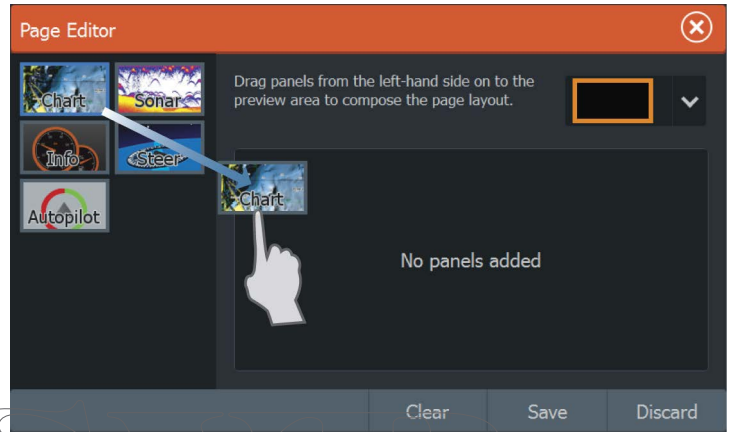 Page Editor
Chart
Sonar
Info
Steer
Autopilot
Drag panels from the left-hand side on to the
preview area to compose the page layout.
Chart
No panels added
Clear
Save
Discard